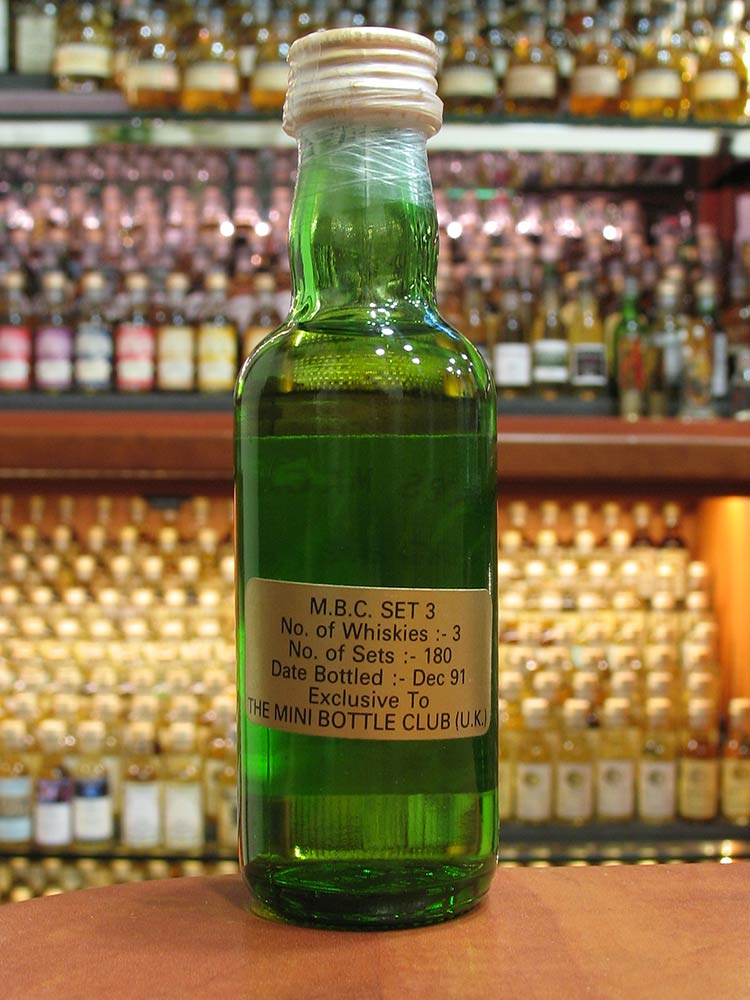 M.B.C. SET 3
No. of Whiskies :- 3
No. of Sets :- 180
Date Bottled :- Dec 91
Exclusive To
THE MINI BOTTLE CLUB (U.K.)